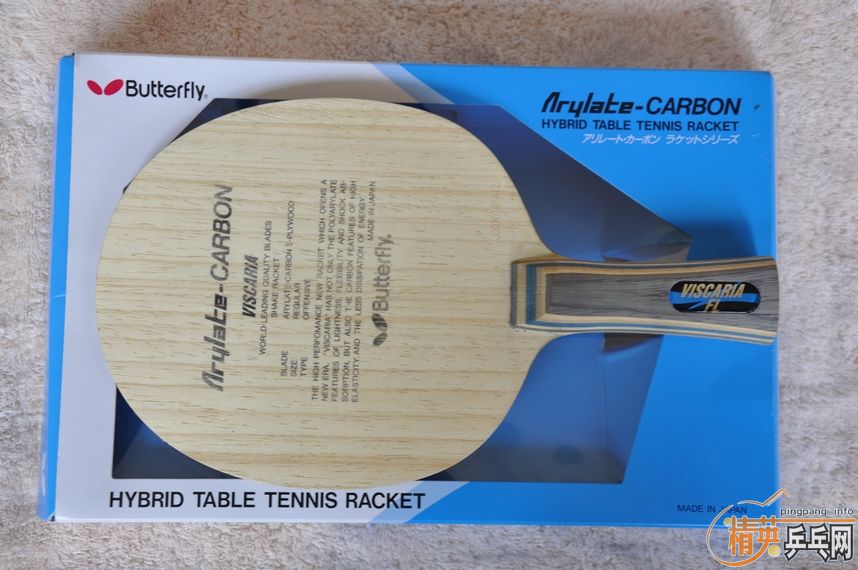 Butterfly
Arylate-CARBON
HYBRID TABLE TENNIS RACKET
アリレート・カーボン ラケットシリーズ
Arylate-CARBON
VISCARIA
WORLD-LEADING QUALITY BLADES
SHAKE RACKET
BLADE ARYLATE-CARBON 5-PLYWOOD
SIZE REGULAR
TYPE OFFENSIVE
THE HIGH PERFOMANCE NEW RACKET WHICH OPENS A
NEW ERA. "VISCARIA" HAS NOT ONLY THE POLYARYLATE
FEATURES OF LIGHTNESS, FLEXIBILITY AND SHOCK AB-
SORPTION, BUT ALSO THE CARBON FEATURES OF HIGH
ELASTICITY AND THE LESS DISSIPATION OF ENERGY.
MADE IN JAPAN
Butterfly
VISCARIA
FL
HYBRID TABLE TENNIS RACKET
MADE IN JAPAN
pingpang_info
精英乒乓网